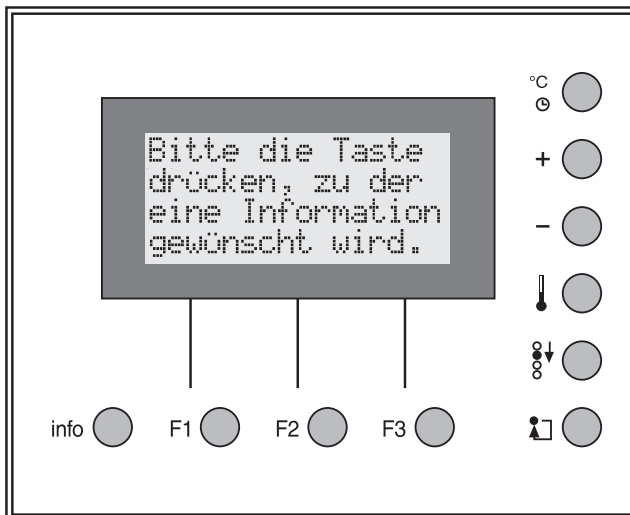 Bitte die Taste
drücken, zu der
eine Information
gewünscht wird.
°C
+
−
info
F1
F2
F3